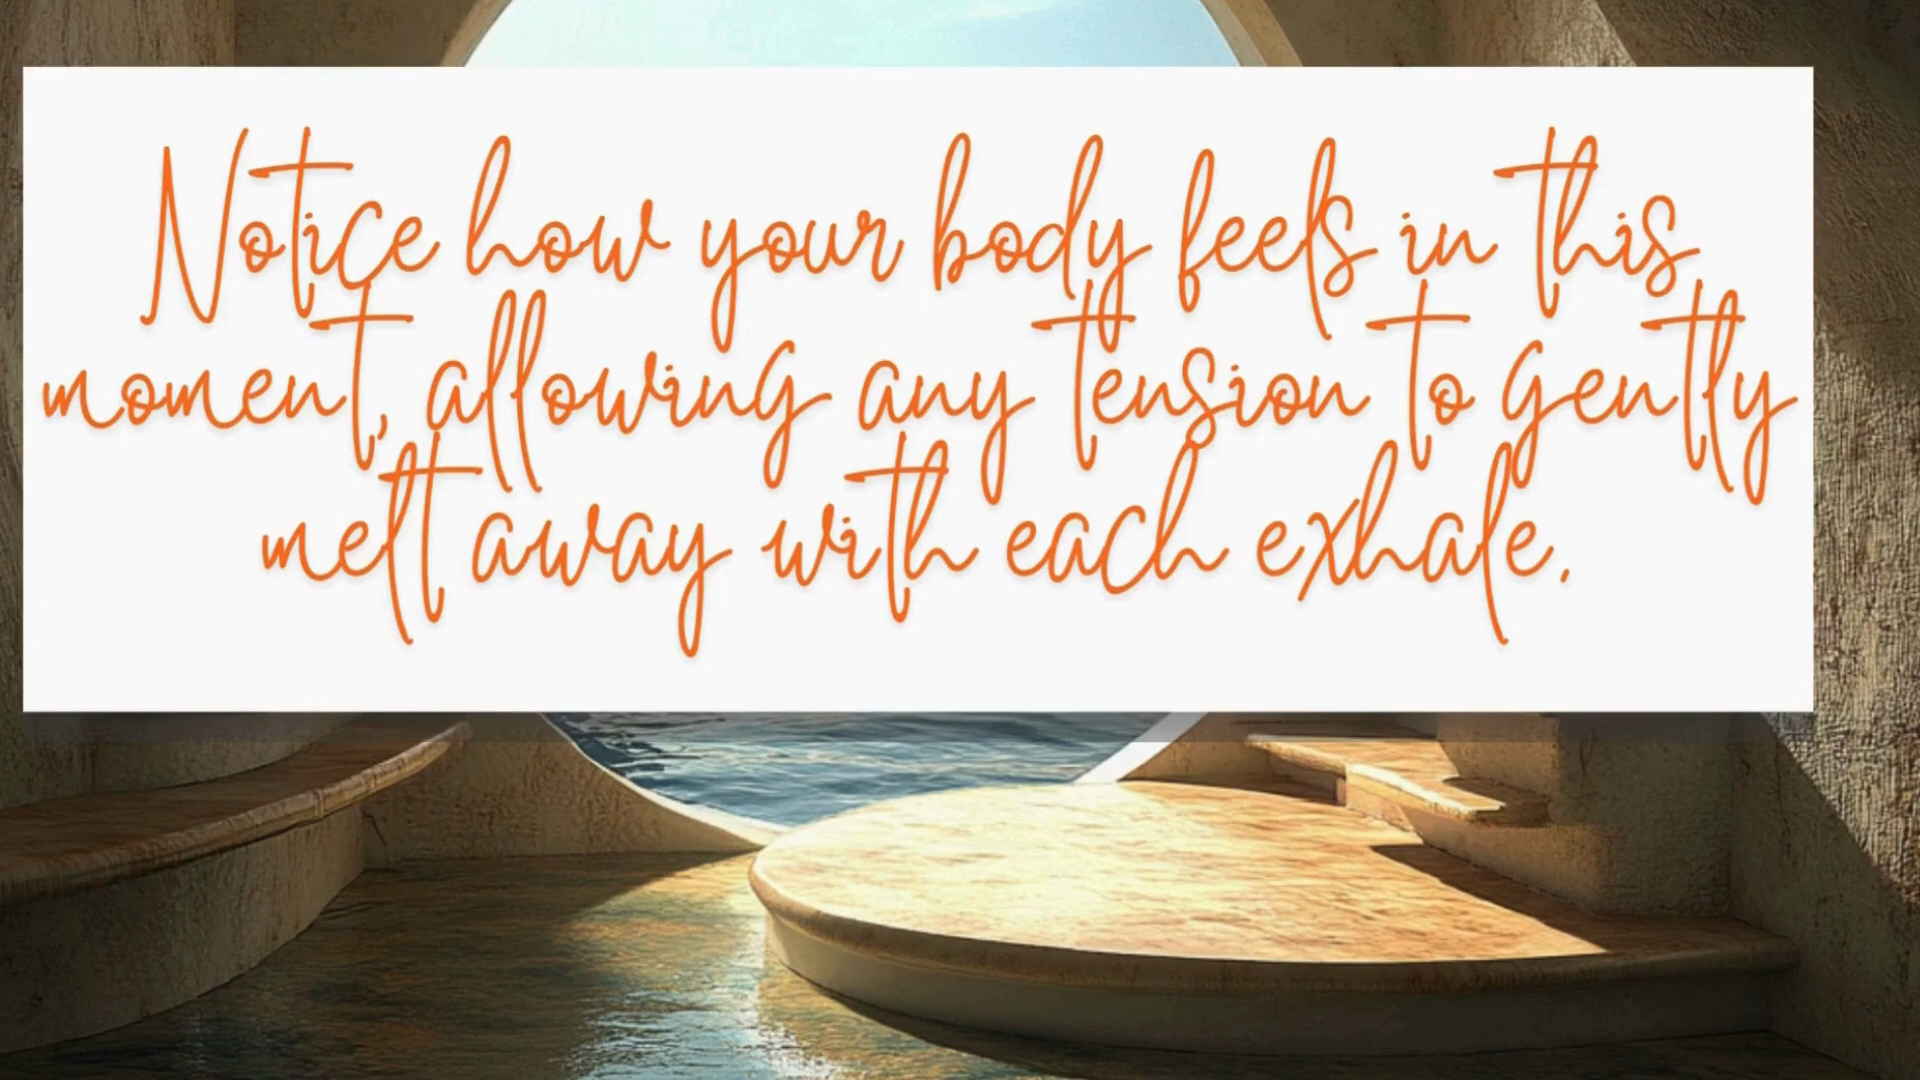 Notice how your body feels in this
moment, allowing any tension to gently
melt away with each exhale.